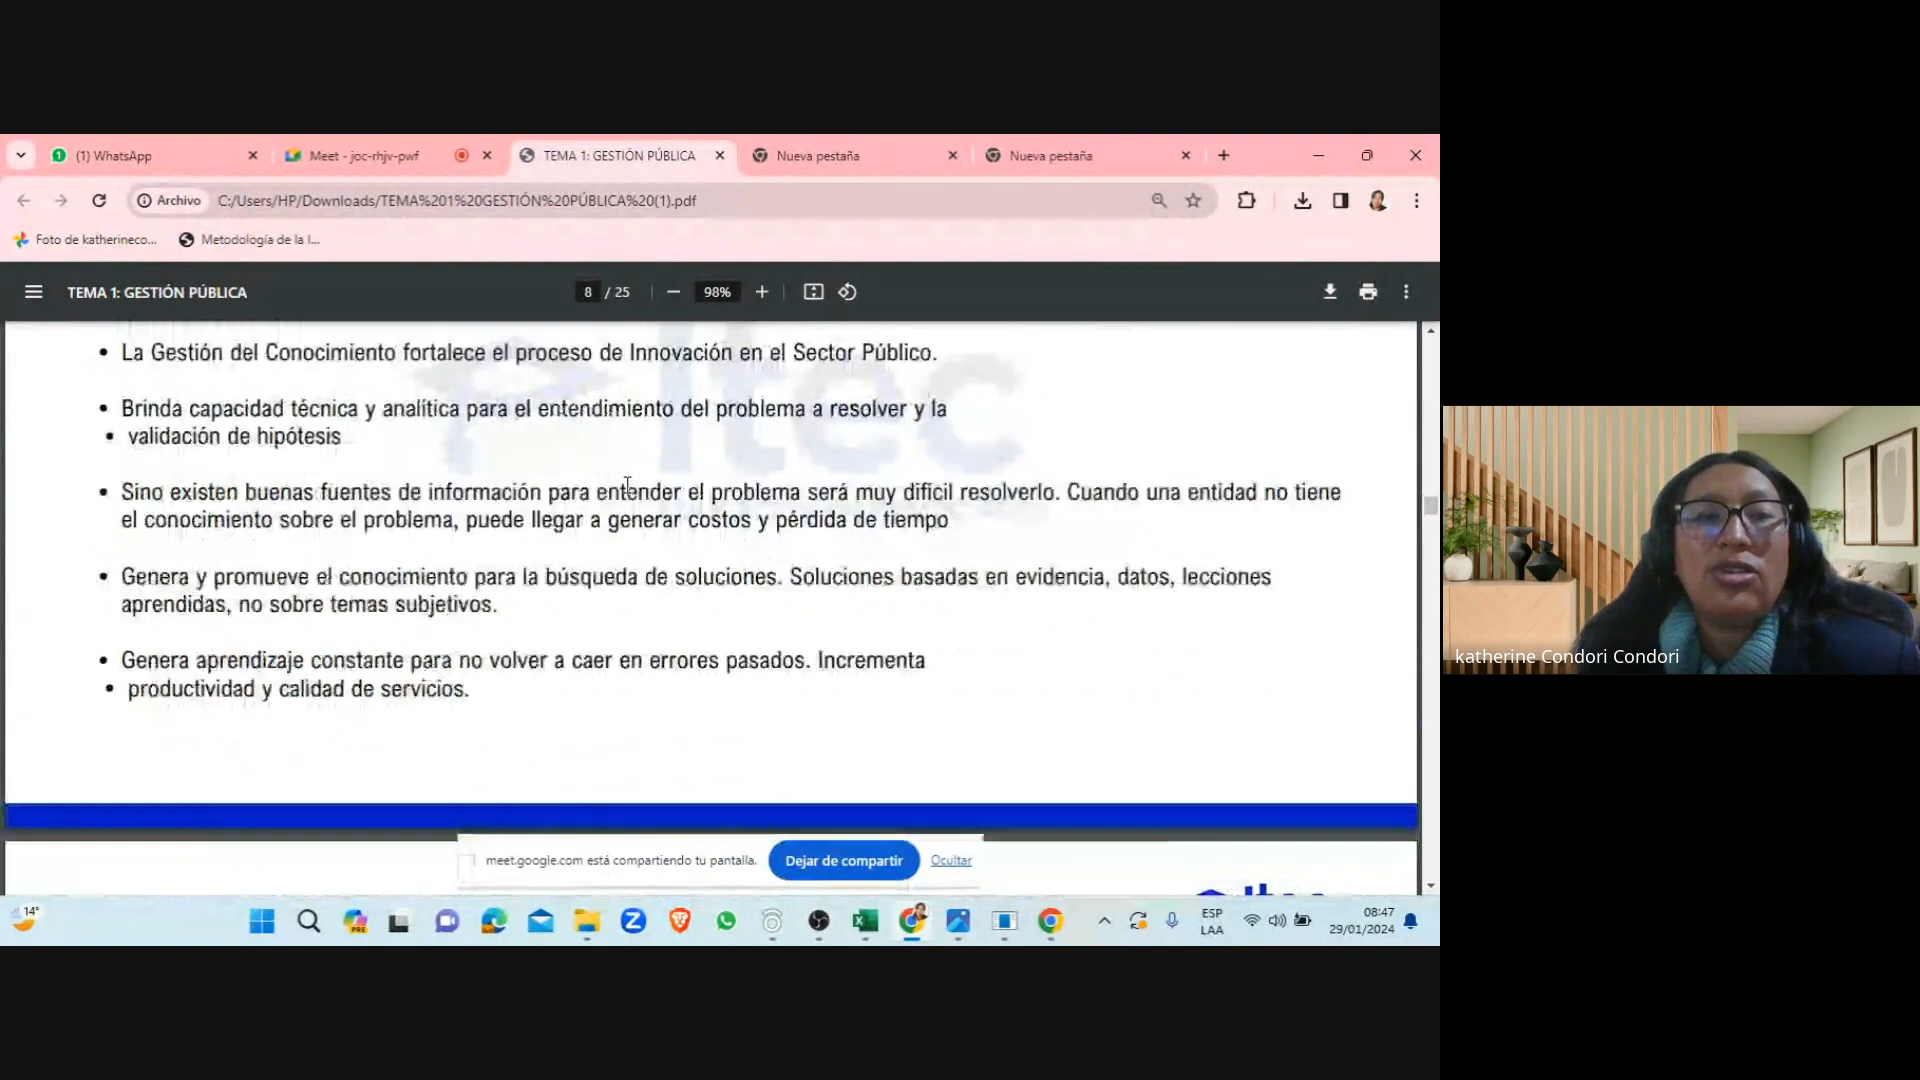 (1) WhatsApp
Meet - joc-rhjv-pwf
TEMA 1: GESTIÓN PÚBLICA
Nueva pestaña
Nueva pestaña
Archivo
C:/Users/HP/Downloads/TEMA%201%20GESTIÓN%20PÚBLICA%20(1).pdf
Foto de katherineco...
Metodología de la I...
TEMA 1: GESTIÓN PÚBLICA
8 / 25
98%
Itec
• La Gestión del Conocimiento fortalece el proceso de Innovación en el Sector Público.
• Brinda capacidad técnica y analítica para el entendimiento del problema a resolver y la
• validación de hipótesis
• Sino existen buenas fuentes de información para entender el problema será muy difícil resolverlo. Cuando una entidad no tiene
el conocimiento sobre el problema, puede llegar a generar costos y pérdida de tiempo
• Genera y promueve el conocimiento para la búsqueda de soluciones. Soluciones basadas en evidencia, datos, lecciones
aprendidas, no sobre temas subjetivos.
• Genera aprendizaje constante para no volver a caer en errores pasados. Incrementa
• productividad y calidad de servicios.
katherine Condori Condori
meet.google.com está compartiendo tu pantalla.
Dejar de compartir
Ocultar
14°
PRE
ESP
LAA
08:47
29/01/2024